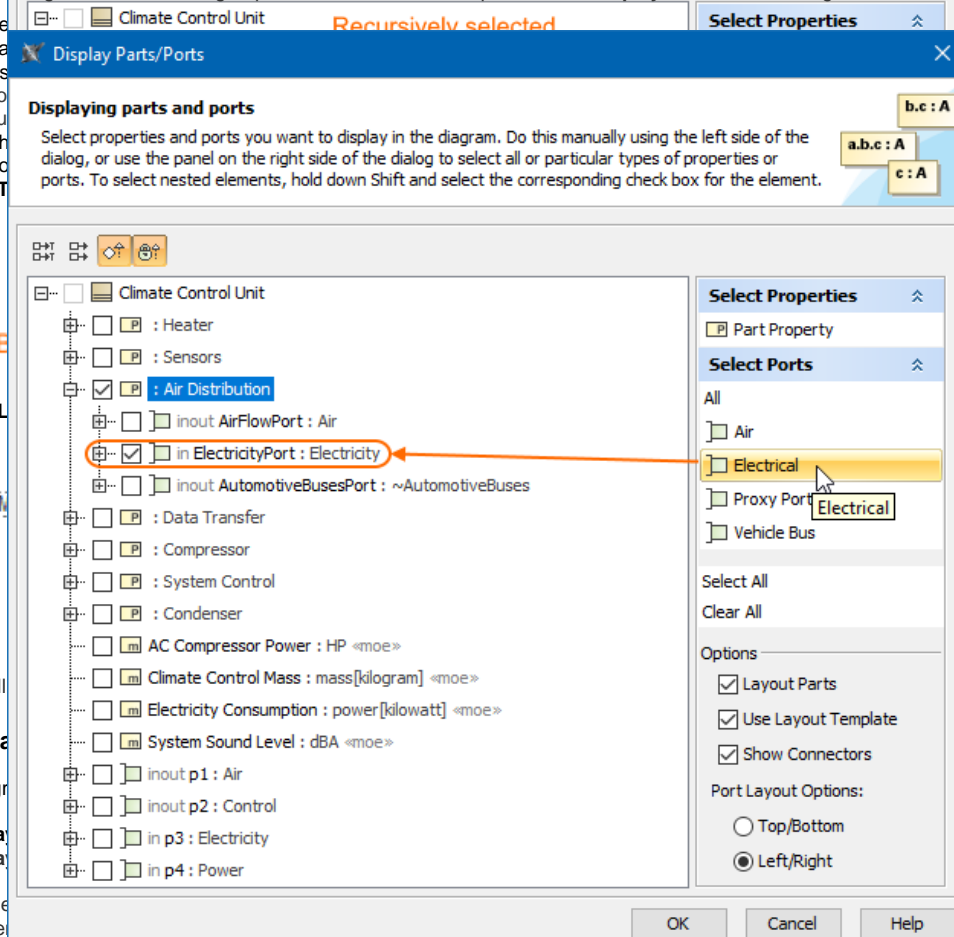 Climate Control Unit
Recursively selected
Select Properties
Display Parts/Ports
Displaying parts and ports
Select properties and ports you want to display in the diagram. Do this manually using the left side of the
dialog, or use the panel on the right side of the dialog to select all or particular types of properties or
ports. To select nested elements, hold down Shift and select the corresponding check box for the element.
b.c : A
a.b.c : A
c : A
Climate Control Unit
P : Heater
P : Sensors
P : Air Distribution
inout AirFlowPort : Air
in ElectricityPort : Electricity
inout AutomotiveBusesPort : ~AutomotiveBuses
P : Data Transfer
P : Compressor
P : System Control
P : Condenser
m AC Compressor Power : HP «moe»
m Climate Control Mass : mass[kilogram] «moe»
m Electricity Consumption : power[kilowatt] «moe»
m System Sound Level : dBA «moe»
inout p1 : Air
inout p2 : Control
in p3 : Electricity
in p4 : Power
Select Properties
P Part Property
Select Ports
All
Air
Electrical
Proxy Port
Electrical
Vehicle Bus
Select All
Clear All
Options
Layout Parts
Use Layout Template
Show Connectors
Port Layout Options:
Top/Bottom
Left/Right
OK
Cancel
Help